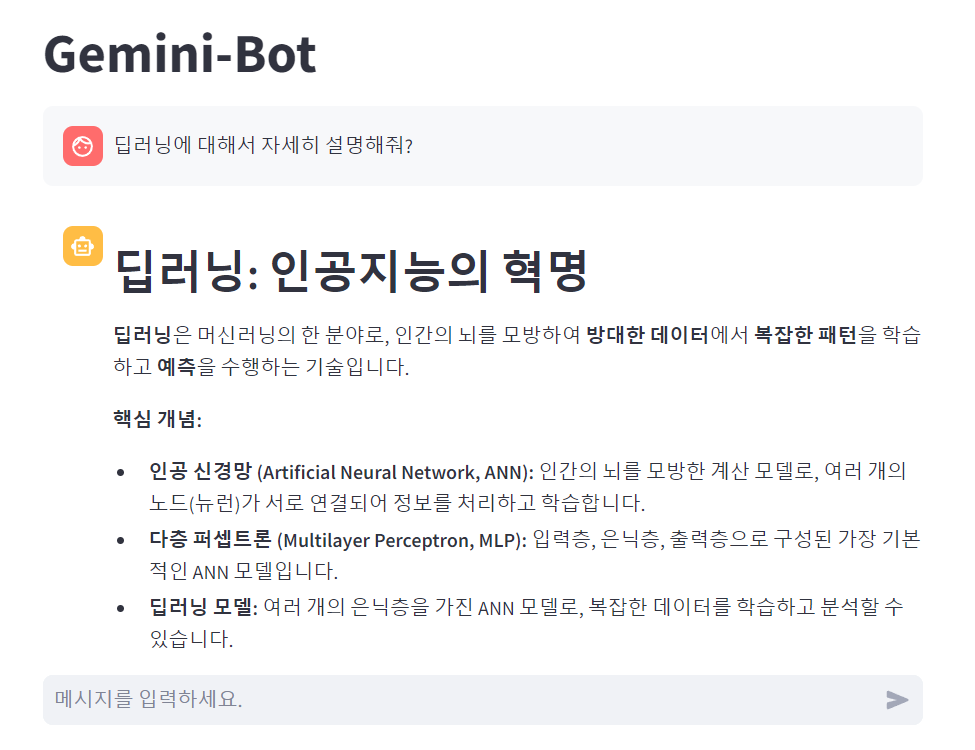 Gemini-Bot
딥러닝에 대해서 자세히 설명해줘?
딥러닝: 인공지능의 혁명
딥러닝은 머신러닝의 한 분야로, 인간의 뇌를 모방하여 방대한 데이터에서 복잡한 패턴을 학습
하고 예측을 수행하는 기술입니다.
핵심 개념:
• 인공 신경망 (Artificial Neural Network, ANN): 인간의 뇌를 모방한 계산 모델로, 여러 개의
노드(뉴런)가 서로 연결되어 정보를 처리하고 학습합니다.
• 다층 퍼셉트론 (Multilayer Perceptron, MLP): 입력층, 은닉층, 출력층으로 구성된 가장 기본
적인 ANN 모델입니다.
• 딥러닝 모델: 여러 개의 은닉층을 가진 ANN 모델로, 복잡한 데이터를 학습하고 분석할 수
있습니다.
메시지를 입력하세요.